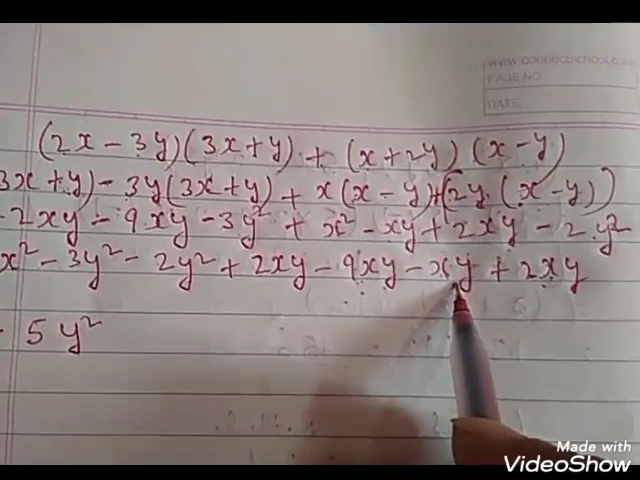 www.connectschool.co
PAGE NO
DATE
(2x - 3y)(3x+y) + (x+2y) (x-y)
3x + y) - 3y(3x+y) + x(x-y)+(2y (x-y))
2xy - 9xy - 3y² + x² - xy + 2xy - 2y²
x² - 3y² - 2y² + 2xy - 9xy - xy + 2xy
- 5y²
Made with
VideoShow